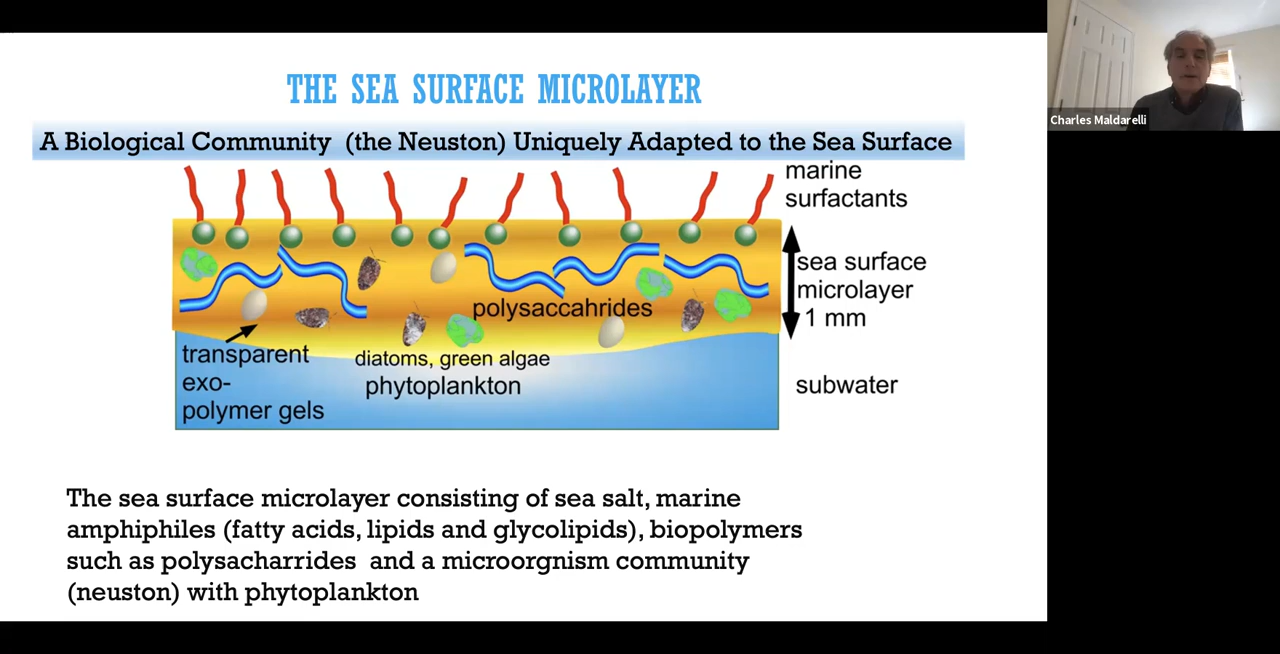 THE SEA SURFACE MICROLAYER
A Biological Community (the Neuston) Uniquely Adapted to the Sea Surface
marine
surfactants
sea surface
microlayer
1 mm
polysaccahrides
transparent
exo-
polymer gels
diatoms, green algae
phytoplankton
subwater
The sea surface microlayer consisting of sea salt, marine
amphiphiles (fatty acids, lipids and glycolipids), biopolymers
such as polysacharrides and a microorgnism community
(neuston) with phytoplankton
Charles Maldarelli